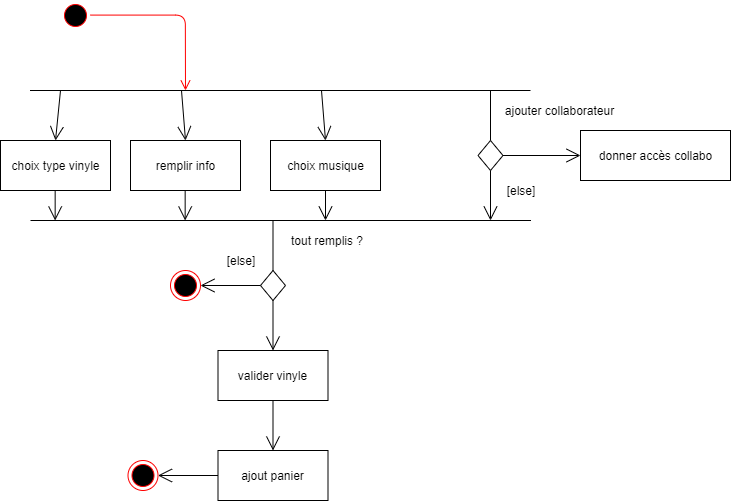 ajouter collaborateur
choix type vinyle
remplir info
choix musique
donner accès collabo
[else]
tout remplis ?
[else]
valider vinyle
ajout panier